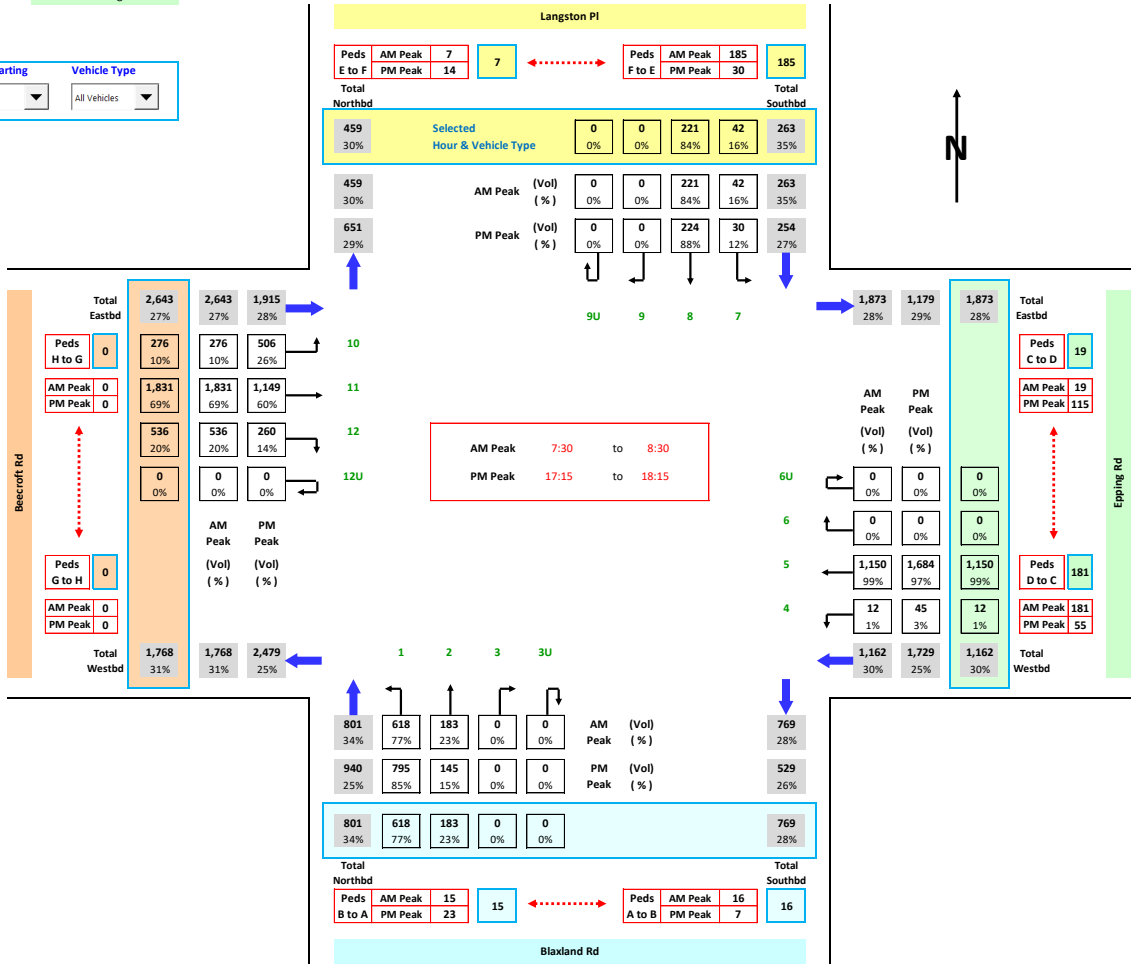 Langston Pl
Peds AM Peak 7
E to F PM Peak 14
7
Peds AM Peak 185
F to E PM Peak 30
185
arting Vehicle Type
All Vehicles
Total
Northbd
Total
Southbd
459 Selected 0 0 221 42 263
30% Hour & Vehicle Type 0% 0% 84% 16% 35%
459 AM Peak (Vol) 0 0 221 42 263
30% ( % ) 0% 0% 84% 16% 35%
651 PM Peak (Vol) 0 0 224 30 254
29% ( % ) 0% 0% 88% 12% 27%
N
9U 9 8 7
Beecroft Rd
Total
Eastbd
2,643 2,643 1,915
27% 27% 28%
Peds
H to G
0
276 276 506 10
10% 10% 26%
AM Peak 0
PM Peak 0
1,831 1,831 1,149 11
69% 69% 60%
536 536 260 12
20% 20% 14%
0 0 0 12U
0% 0% 0%
AM PM
Peak Peak
(Vol) (Vol)
( % ) ( % )
Peds
G to H
0
AM Peak 0
PM Peak 0
Total
Westbd
1,768 1,768 2,479
31% 31% 25%
AM Peak 7:30 to 8:30
PM Peak 17:15 to 18:15
1,873 1,179 1,873
28% 29% 28%
Total
Eastbd
Peds
C to D
19
AM Peak 19
PM Peak 115
AM PM
Peak Peak
(Vol) (Vol)
( % ) ( % )
6U 0 0 0
0% 0% 0%
6 0 0 0
0% 0% 0%
5 1,150 1,684 1,150
99% 97% 99%
4 12 45 12
1% 3% 1%
Peds
D to C
181
AM Peak 181
PM Peak 55
1,162 1,729 1,162
30% 25% 30%
Total
Westbd
Epping Rd
1 2 3 3U
801 618 183 0 0 AM (Vol) 769
34% 77% 23% 0% 0% Peak ( % ) 28%
940 795 145 0 0 PM (Vol) 529
25% 85% 15% 0% 0% Peak ( % ) 26%
801 618 183 0 0 769
34% 77% 23% 0% 0% 28%
Total
Northbd
Total
Southbd
Peds AM Peak 15
B to A PM Peak 23
15
Peds AM Peak 16
A to B PM Peak 7
16
Blaxland Rd